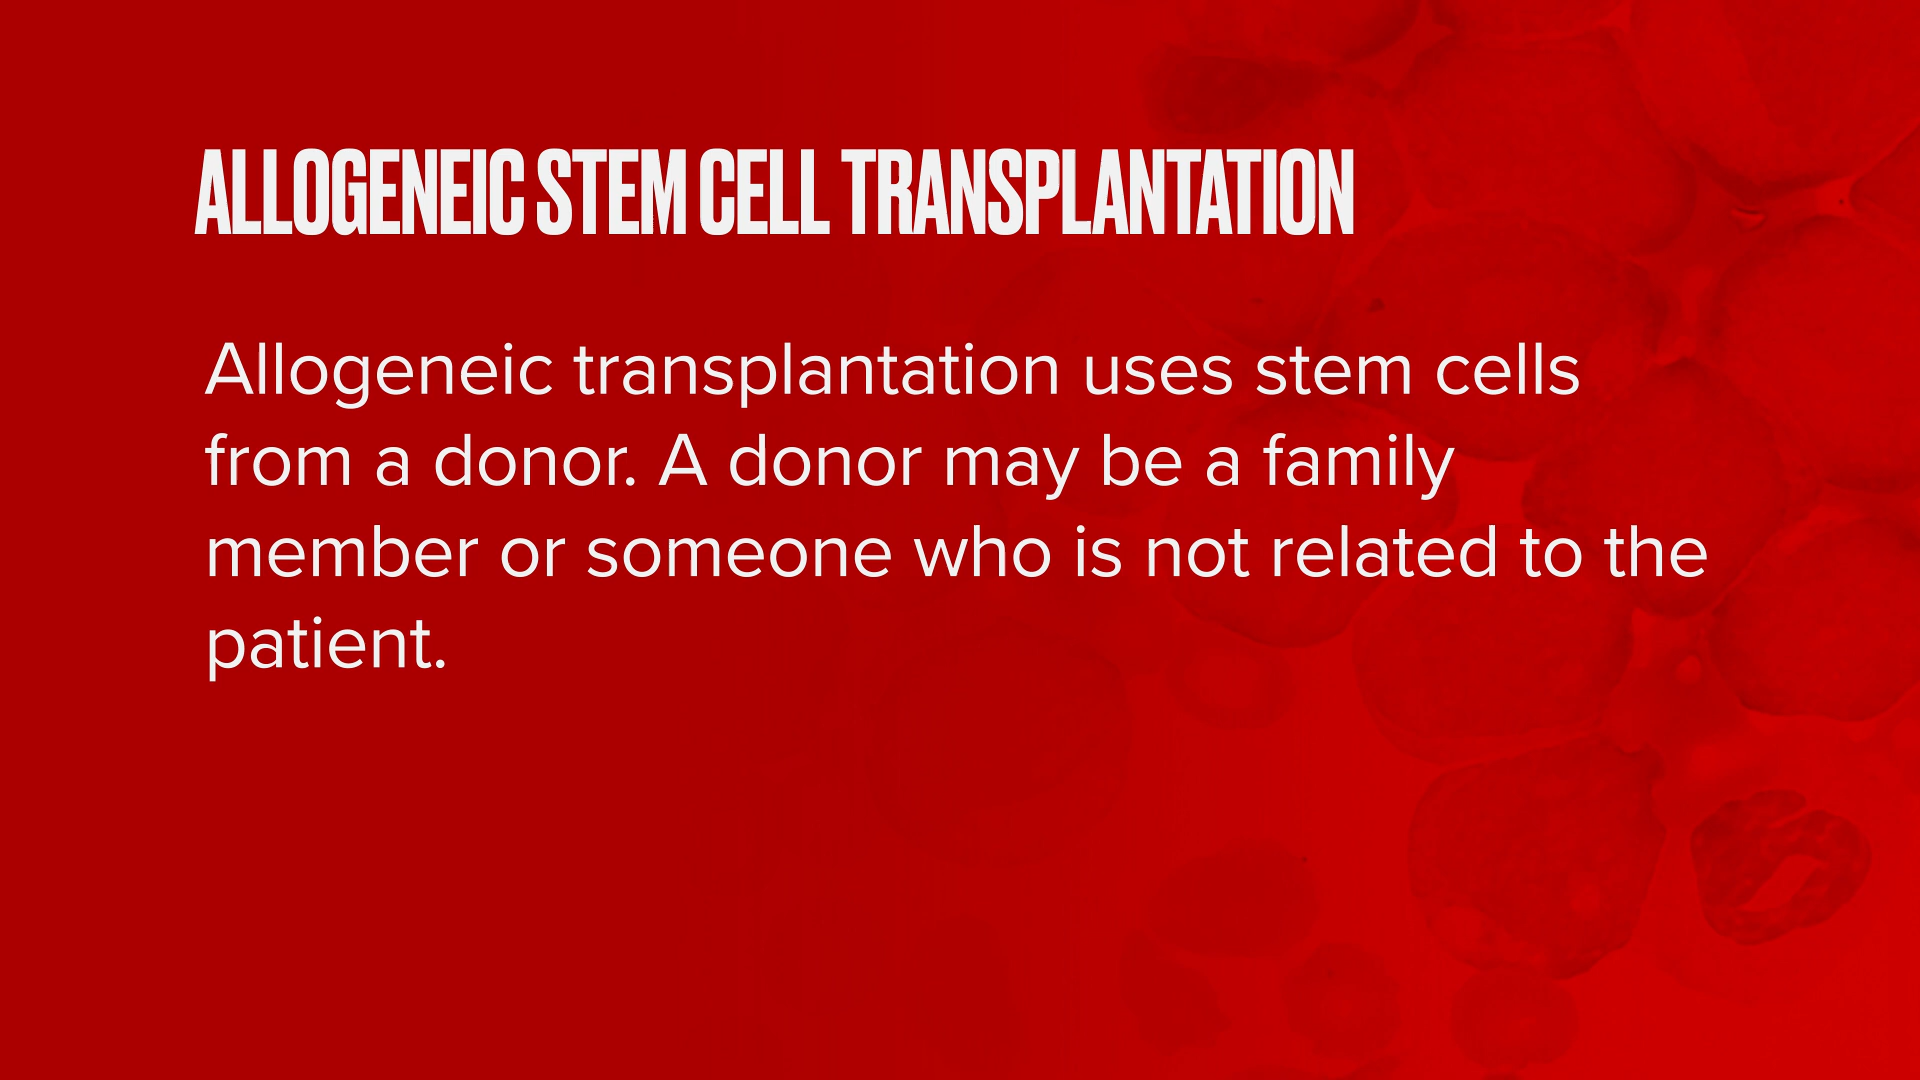 ALLOGENEIC STEM CELL TRANSPLANTATION
Allogeneic transplantation uses stem cells
from a donor. A donor may be a family
member or someone who is not related to the
patient.